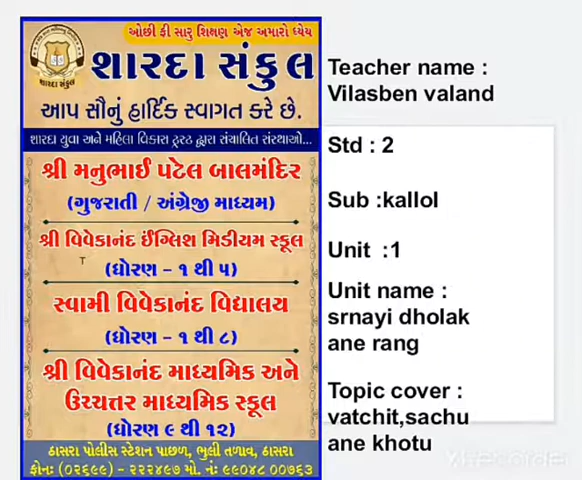 ઓછી ફી સારુ શિક્ષણ એજ અમારો ધ્યેય
શારદા સંકુલ
શારદા સંકુલ
આપ સૌનું હાર્દિક સ્વાગત કરે છે.
શારદા યુવા અને મહિલા વિકાસ ટ્રસ્ટ દ્વારા સંચાલિત સંસ્થાઓ...
શ્રી મનુભાઈ પટેલ બાલમંદિર
(ગુજરાતી / અંગ્રેજી માધ્યમ)
શ્રી વિવેકાનંદ ઈંગ્લિશ મિડીયમ સ્કૂલ
(ધોરણ - ૧ થી ૫)
સ્વામી વિવેકાનંદ વિદ્યાલય
(ધોરણ - ૧ થી ૮)
શ્રી વિવેકાનંદ માધ્યમિક અને
ઉચ્ચત્તર માધ્યમિક સ્કૂલ
(ધોરણ ૯ થી ૧૨)
ઠાસરા પોલીસ સ્ટેશન પાછળ, ભુલી તળાવ, ઠાસરા
ફોન: (૦૨૬૯૯) - ૨૨૨૪૯૭ મો. નં: ૯૯૦૪૮ ૦૦૭૬૩
Teacher name :
Vilasben valand
Std : 2
Sub :kallol
Unit :1
Unit name :
srnayi dholak
ane rang
Topic cover :
vatchit,sachu
ane khotu